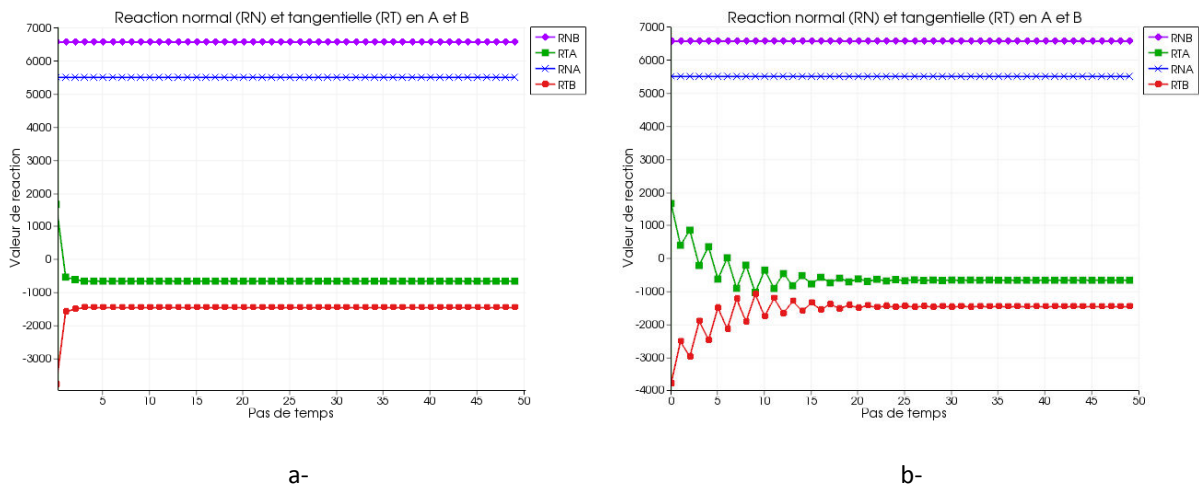 Reaction normal (RN) et tangentielle (RT) en A et B
7000
6000
5000
4000
3000
2000
1000
0
-1000
-2000
-3000
Valeur de reaction
5 10 15 20 25 30 35 40 45 50
Pas de temps
RNB
RTA
RNA
RTB
a-
Reaction normal (RN) et tangentielle (RT) en A et B
7000
6000
5000
4000
3000
2000
1000
0
-1000
-2000
-3000
-4000
Valeur de reaction
0 5 10 15 20 25 30 35 40 45 50
Pas de temps
RNB
RTA
RNA
RTB
b-